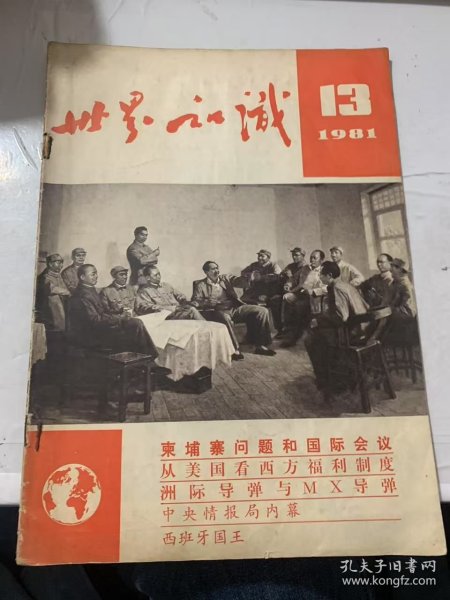 世界知识
13
1981
柬埔寨问题和国际会议
从美国看西方福利制度
洲际导弹与MX导弹
中央情报局内幕
西班牙国王
孔夫子旧书网
www.kongfz.com